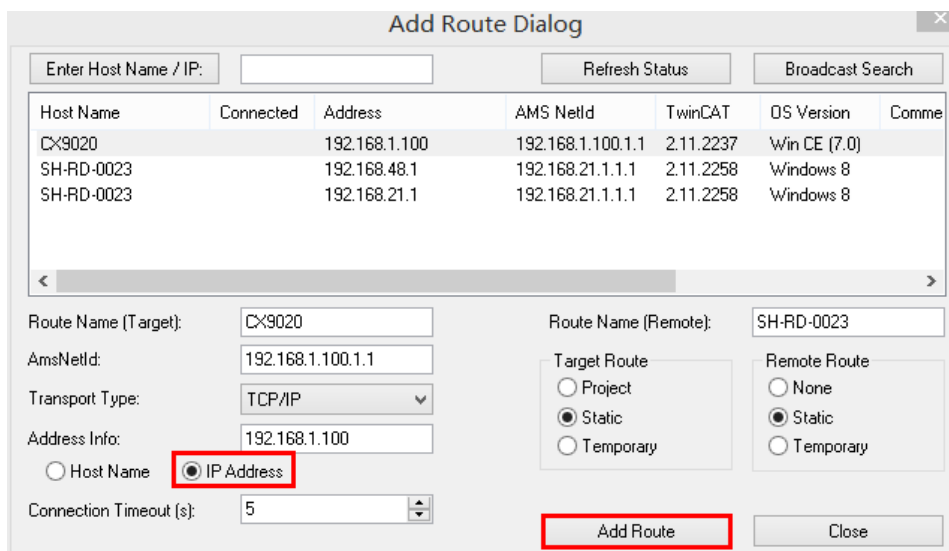 Add Route Dialog
Enter Host Name / IP: Refresh Status Broadcast Search
Host Name Connected Address AMS NetId TwinCAT OS Version Comme
CX9020 192.168.1.100 192.168.1.100.1.1 2.11.2237 Win CE (7.0)
SH-RD-0023 192.168.48.1 192.168.21.1.1.1 2.11.2258 Windows 8
SH-RD-0023 192.168.21.1 192.168.21.1.1.1 2.11.2258 Windows 8
Route Name (Target): CX9020 Route Name (Remote): SH-RD-0023
AmsNetId: 192.168.1.100.1.1 Target Route Remote Route
Project None
Transport Type: TCP/IP
Static Static
Address Info: 192.168.1.100 Temporary Temporary
Host Name IP Address
Connection Timeout (s): 5
Add Route Close